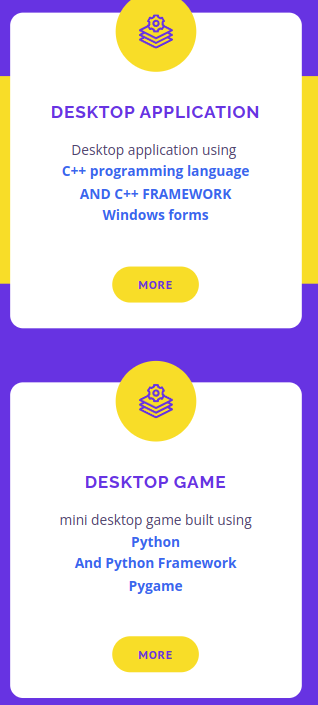 DESKTOP APPLICATION
Desktop application using
C++ programming language
AND C++ FRAMEWORK
Windows forms
MORE
DESKTOP GAME
mini desktop game built using
Python
And Python Framework
Pygame
MORE